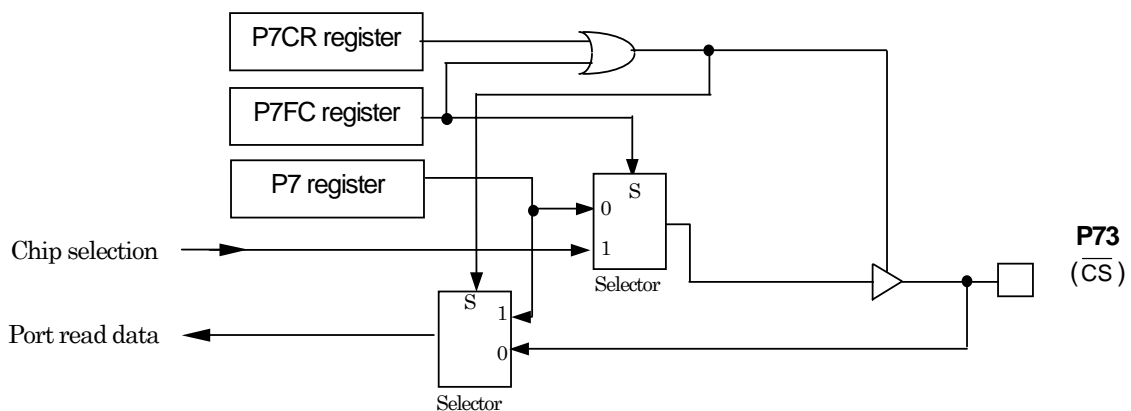 P7CR register
P7FC register
P7 register
S
0
1
Selector
Chip selection
P73
(CS)
S
1
0
Selector
Port read data